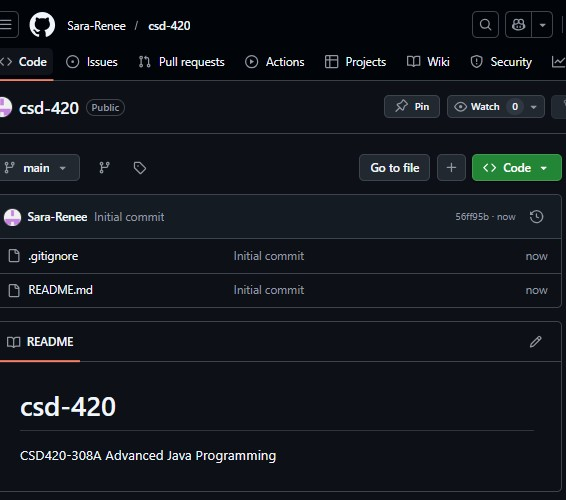 Sara-Renee / csd-420
Code Issues Pull requests Actions Projects Wiki Security
csd-420 Public Pin Watch 0
main Go to file Code
Sara-Renee Initial commit 56ff95b · now
.gitignore Initial commit now
README.md Initial commit now
README
csd-420
CSD420-308A Advanced Java Programming